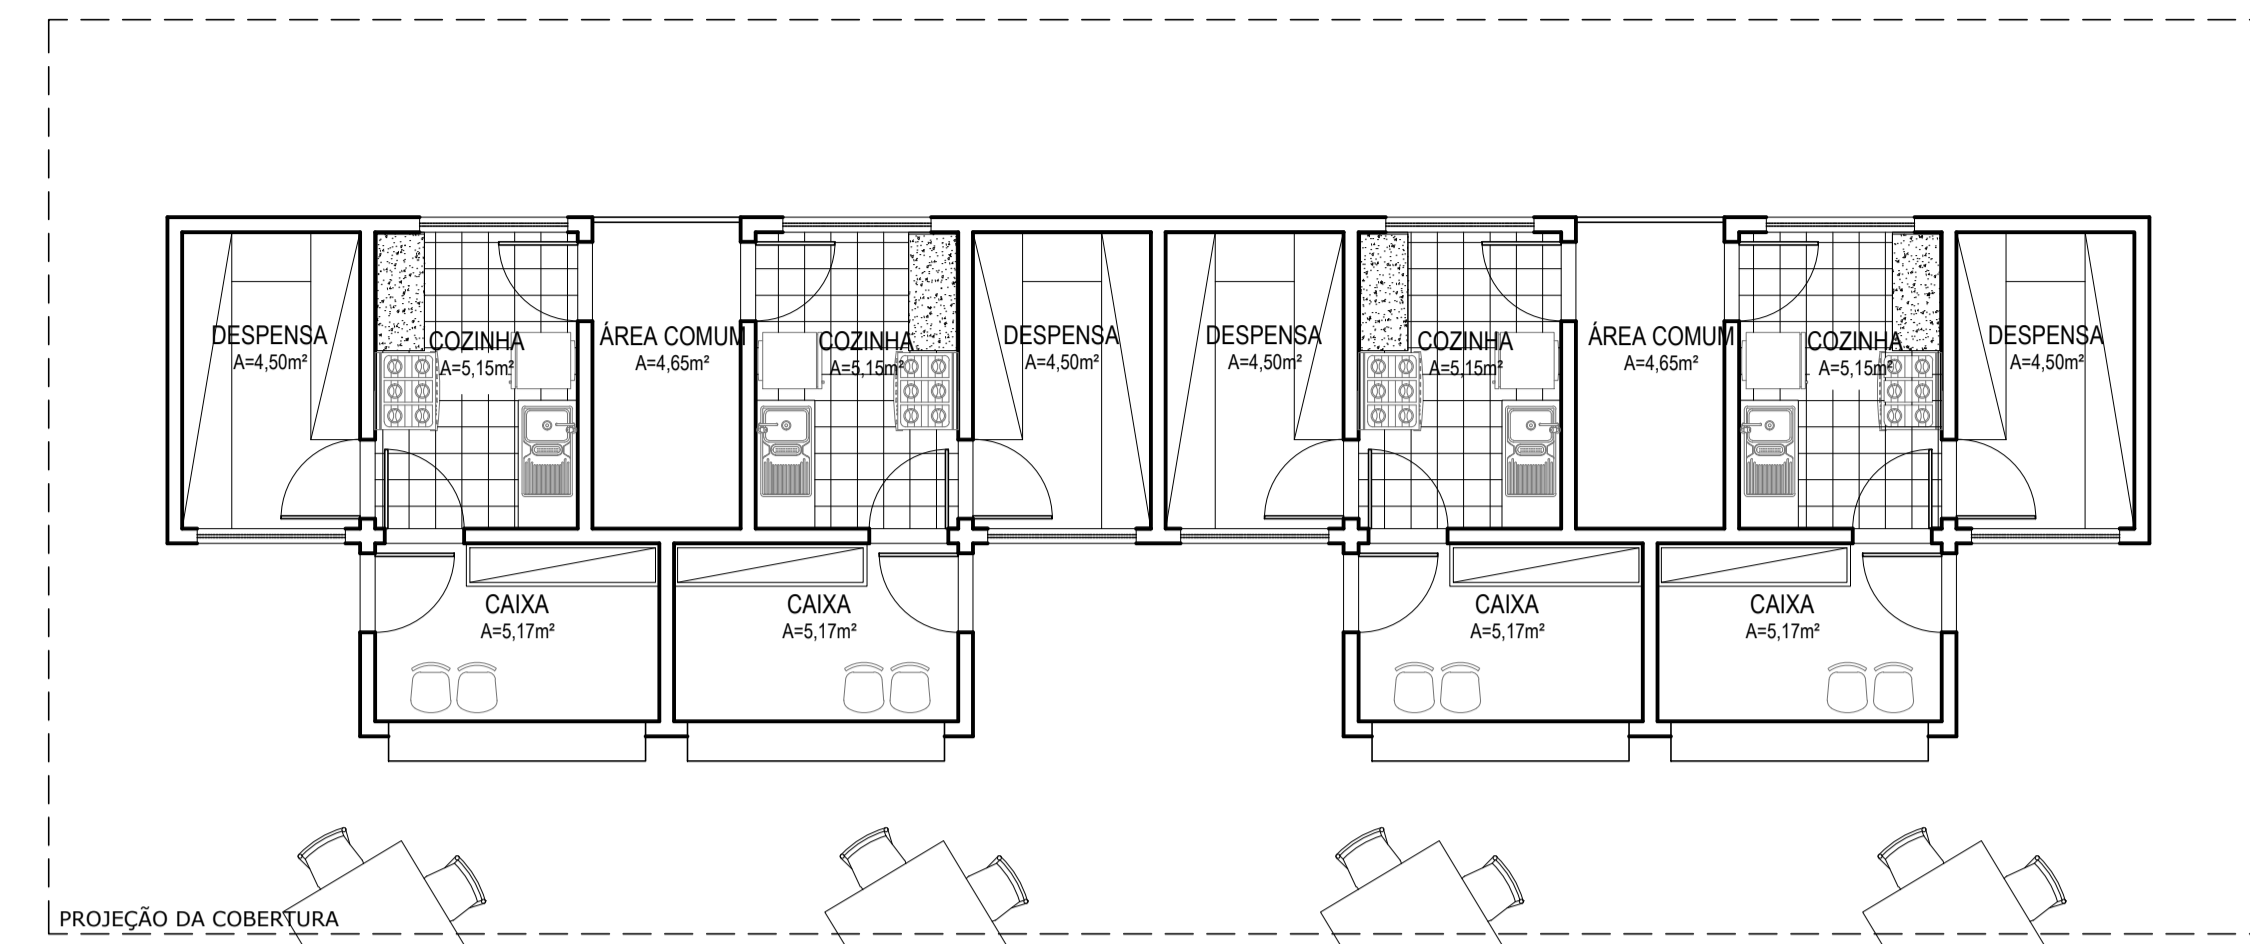 DESPENSA
A=4,50m²
COZINHA
A=5,15m²
ÁREA COMUM
A=4,65m²
COZINHA
A=5,15m²
DESPENSA
A=4,50m²
DESPENSA
A=4,50m²
COZINHA
A=5,15m²
ÁREA COMUM
A=4,65m²
COZINHA
A=5,15m²
DESPENSA
A=4,50m²
CAIXA
A=5,17m²
CAIXA
A=5,17m²
CAIXA
A=5,17m²
CAIXA
A=5,17m²
PROJEÇÃO DA COBERTURA